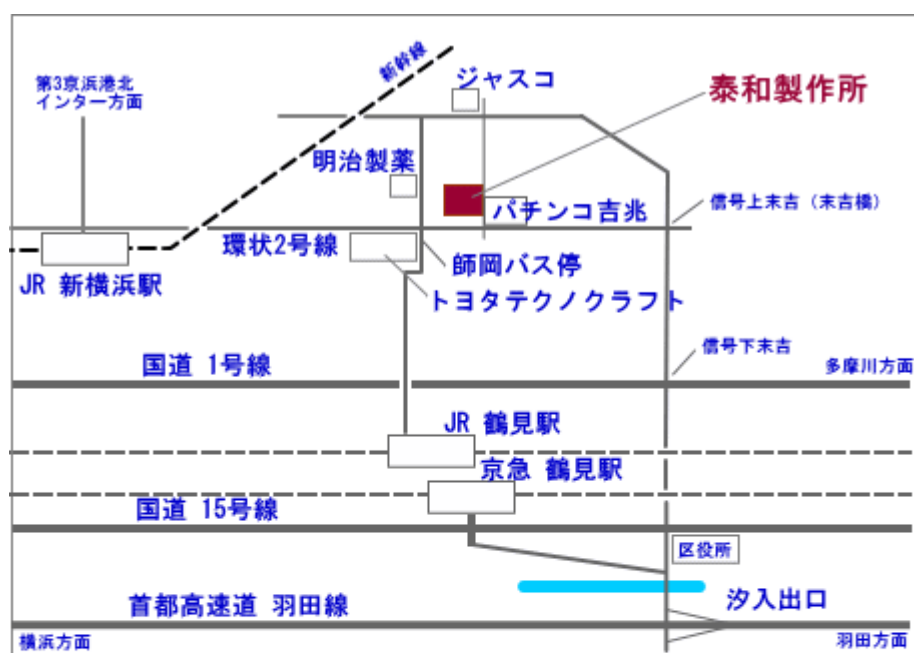 新幹線
ジャスコ
泰和製作所
第3京浜港北
インター方面
明治製薬
パチンコ吉兆
信号上末吉（末吉橋）
環状2号線
師岡バス停
JR 新横浜駅
トヨタテクノクラフト
信号下末吉
国道 1号線
多摩川方面
JR 鶴見駅
京急 鶴見駅
国道 15号線
区役所
首都高速道 羽田線
汐入出口
横浜方面
羽田方面